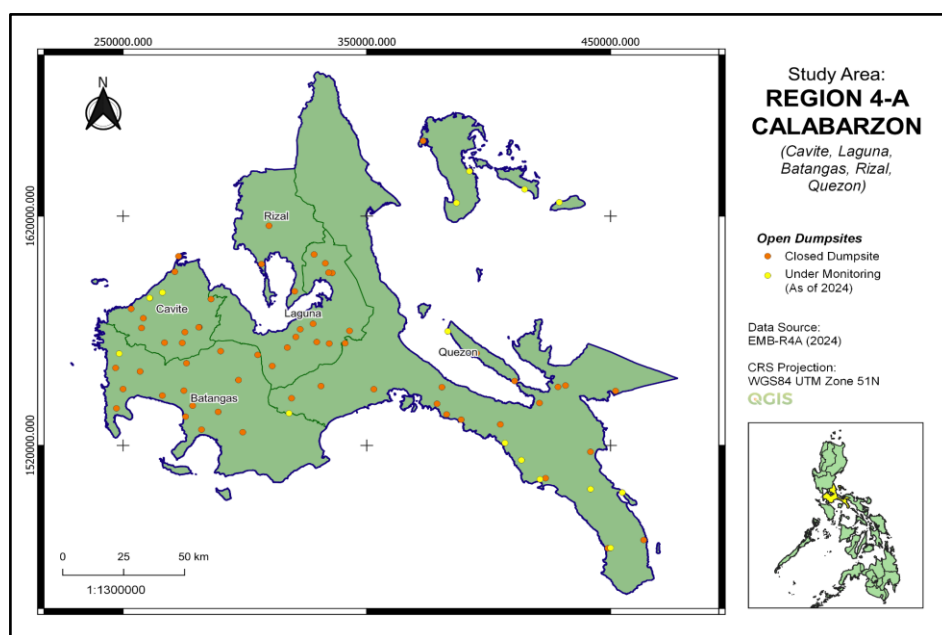 250000.000
350000.000
450000.000
1620000.000
1520000.000
N
Rizal
Cavite
Laguna
Quezon
Batangas
0 25 50 km
1:1300000
Study Area:
REGION 4-A
CALABARZON
(Cavite, Laguna,
Batangas, Rizal,
Quezon)
Open Dumpsites
Closed Dumpsite
Under Monitoring
(As of 2024)
Data Source:
EMB-R4A (2024)
CRS Projection:
WGS84 UTM Zone 51N
QGIS